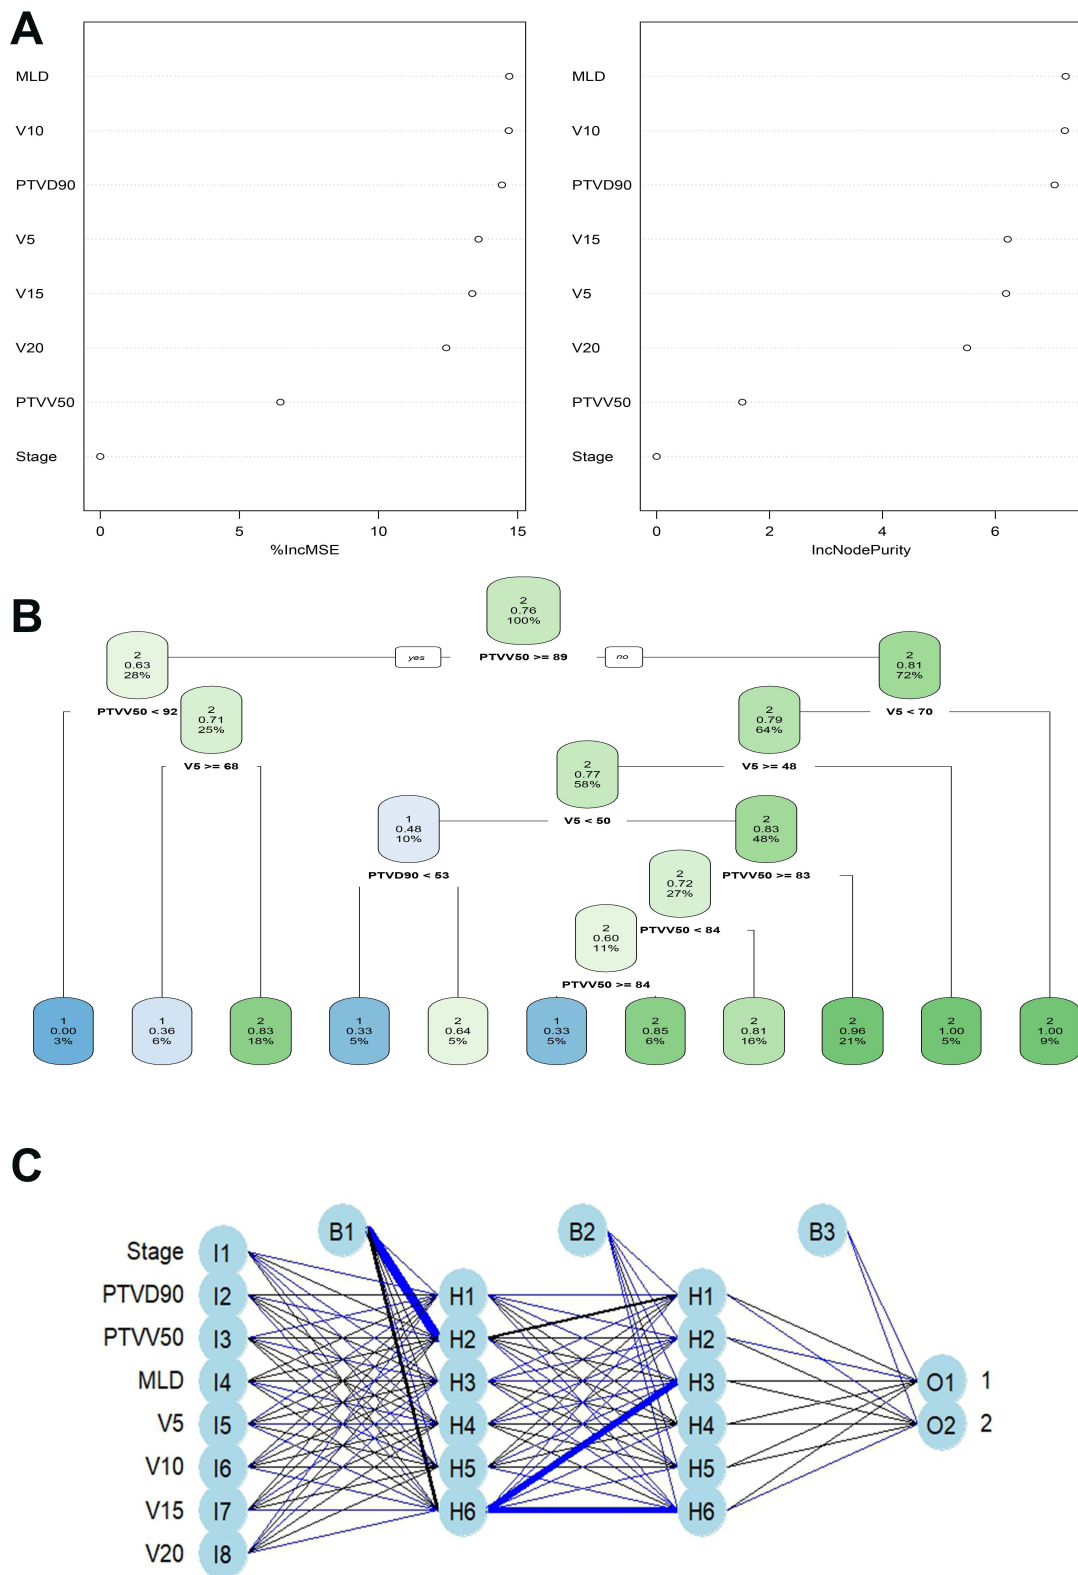 A
MLD
V10
PTVD90
V5
V15
V20
PTVV50
Stage
0 5 10 15
%IncMSE
MLD
V10
PTVD90
V15
V5
V20
PTVV50
Stage
0 2 4 6
IncNodePurity
B
2
0.76
100%
yes PTVV50 >= 89 no
2
0.63
28%
2
0.81
72%
PTVV50 < 92
V5 < 70
2
0.71
25%
2
0.79
64%
V5 >= 68
V5 >= 48
2
0.77
58%
V5 < 50
1
0.48
10%
2
0.83
48%
PTVD90 < 53
PTVV50 >= 83
2
0.72
27%
PTVV50 < 84
2
0.60
11%
PTVV50 >= 84
1
0.00
3%
1
0.36
6%
2
0.83
18%
1
0.33
5%
2
0.64
5%
1
0.33
5%
2
0.85
6%
2
0.81
16%
2
0.96
21%
2
1.00
5%
2
1.00
9%
C
B1 B2 B3
Stage I1
PTVD90 I2
PTVV50 I3
MLD I4
V5 I5
V10 I6
V15 I7
V20 I8
H1
H2
H3
H4
H5
H6
H1
H2
H3
H4
H5
H6
O1 1
O2 2